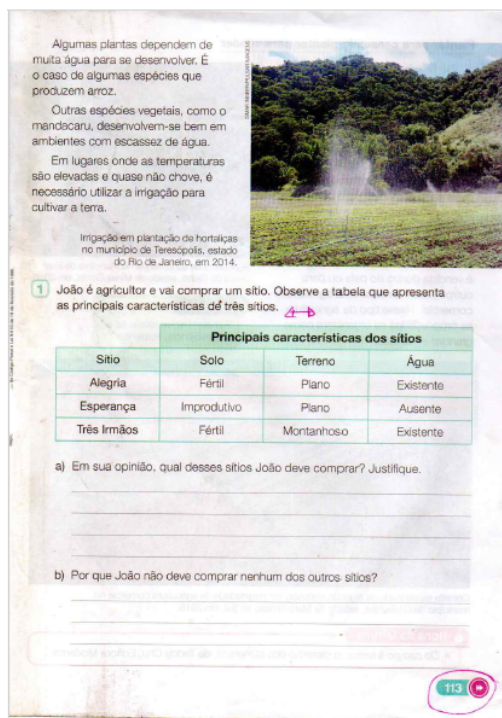 Algumas plantas dependem de
muita água para se desenvolver. É
o caso de algumas espécies que
produzem arroz.
Outras espécies vegetais, como o
mandacaru, desenvolvem-se bem em
ambientes com escassez de água.
Em lugares onde as temperaturas
são elevadas e quase não chove, é
necessário utilizar a irrigação para
cultivar a terra.
Irrigação em plantação de hortaliças
no município de Teresópolis, estado
do Rio de Janeiro, em 2014.
1 João é agricultor e vai comprar um sítio. Observe a tabela que apresenta
as principais características de três sítios.
Principais características dos sítios
Sítio Solo Terreno Água
Alegria Fértil Plano Existente
Esperança Improdutivo Plano Ausente
Três Irmãos Fértil Montanhoso Existente
a) Em sua opinião, qual desses sítios João deve comprar? Justifique.
b) Por que João não deve comprar nenhum dos outros sítios?
113